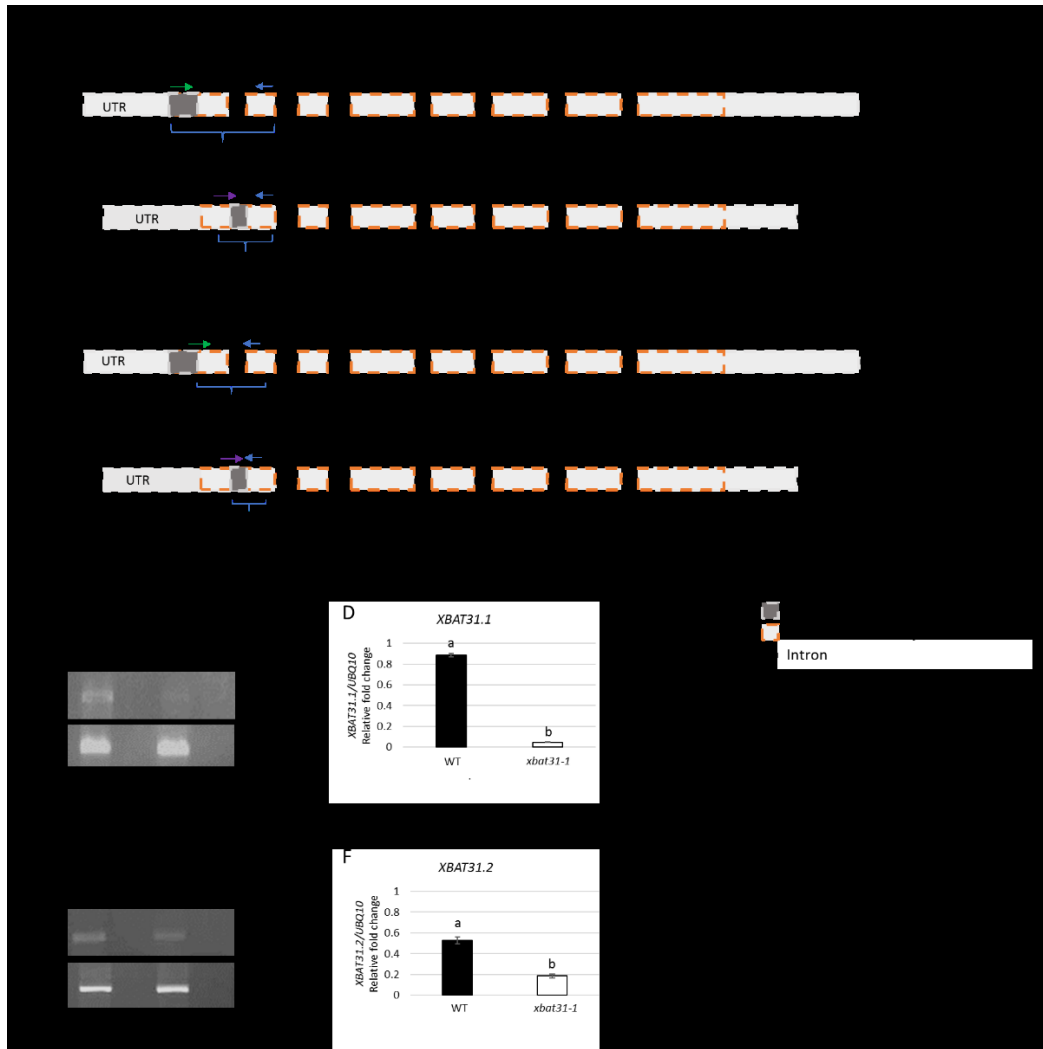 UTR
UTR
UTR
UTR
D
XBAT31.1
XBAT31.1/UBQ10
Relative fold change
1
0.8
0.6
0.4
0.2
0
a
b
WT
xbat31-1
Intron
F
XBAT31.2
XBAT31.2/UBQ10
Relative fold change
1
0.8
0.6
0.4
0.2
0
a
b
WT
xbat31-1